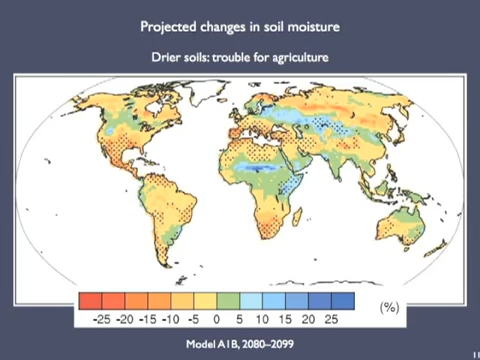 Projected changes in soil moisture
Drier soils: trouble for agriculture
-25 -20 -15 -10 -5 0 5 10 15 20 25 (%)
Model A1B, 2080–2099
11